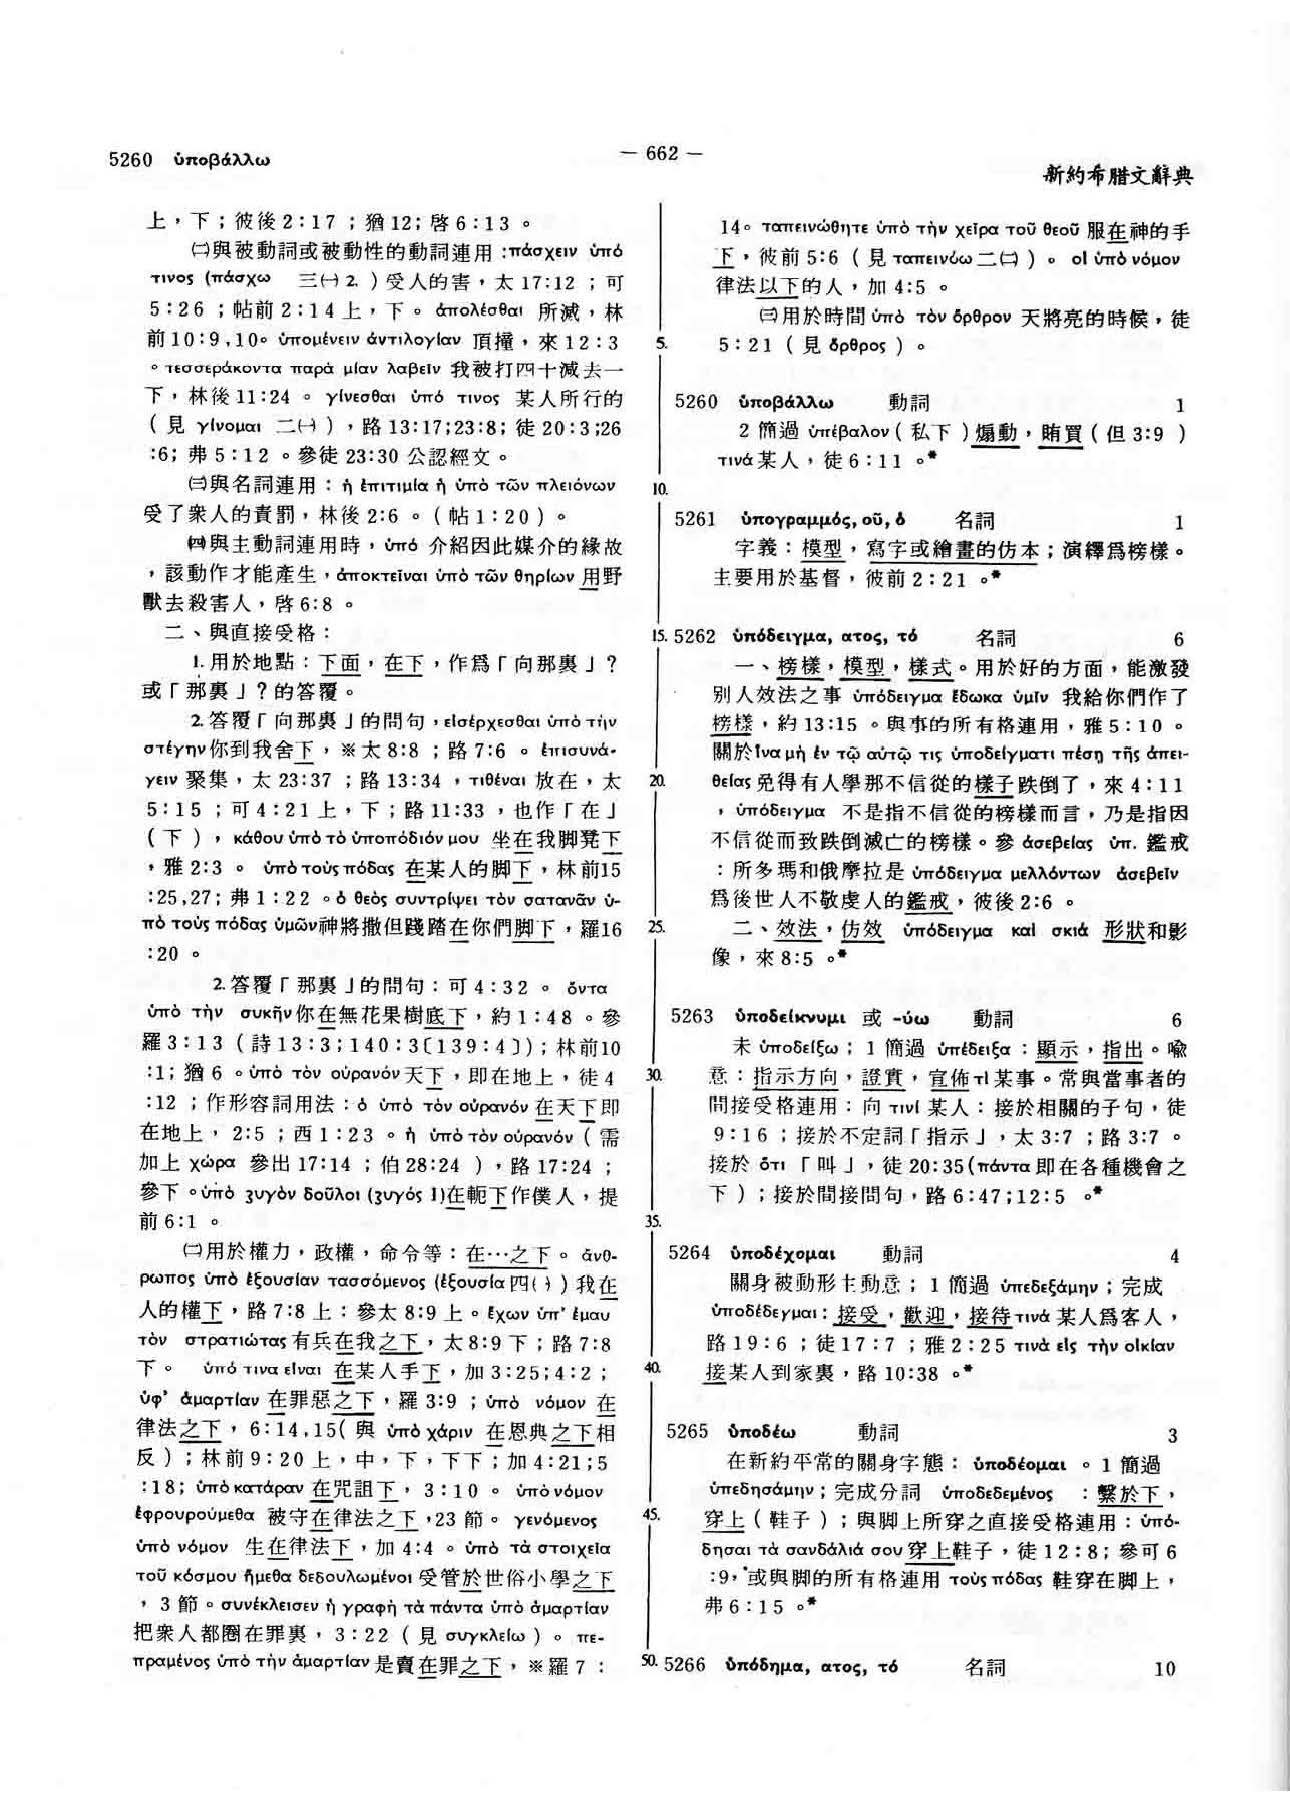 5260 ὑποβάλλω
— 662 —
新約希腊文辭典
上，下；彼後2:17；猶12; 啓6:13。
㈡與被動詞或被動性的動詞連用:πάσχειν ὑπό
τινος (πάσχω 三㈠ 2. ) 受人的害，太17:12；可
5:26；帖前2:14上，下。ἀπολέσθαι 所滅，林
前10:9,10。ὑπομένειν ἀντιλογίαν 頂撞，來12:3
。τεσσεράκοντα παρὰ μίαν λαβεῖν 我被打四十減去一
下，林後11:24。γίνεσθαι ὑπό τινος 某人所行的
(見 γίνομαι 二㈠)，路13:17;23:8; 徒20:3;26
:6; 弗5:12。參徒23:30公認經文。
㈢與名詞連用：ἡ ἐπιτιμία ἡ ὑπὸ τῶν πλειόνων
受了衆人的責罰，林後2:6。(帖1:20)。
㈣與主動詞連用時，ὑπό 介紹因此媒介的緣故
，該動作才能產生，ἀποκτεῖναι ὑπὸ τῶν θηρίων 用野
獸去殺害人，啓6:8。
二、與直接受格：
1. 用於地點：下面，在下，作爲「向那裏」？
或「那裏」？的答覆。
2. 答覆「向那裏」的問句，εἰσέρχεσθαι ὑπὸ τὴν
στέγην你到我舍下，※太8:8；路7:6。ἐπισυνά-
γειν 聚集，太23:37；路13:34，τιθέναι 放在，太
5:15；可4:21上，下；路11:33，也作「在」
(下)，κάθου ὑπὸ τὸ ὑποπόδιόν μου 坐在我脚凳下
，雅2:3。ὑπὸ τοὺς πόδας 在某人的脚下，林前15
:25,27; 弗1:22。ὁ θεὸς συντρίψει τὸν σατανᾶν ὑ-
πὸ τοὺς πόδας ὑμῶν神將撒但踐踏在你們脚下，羅16
:20。
2. 答覆「那裏」的問句：可4:32。ὄντα
ὑπὸ τὴν συκῆν你在無花果樹底下，約1:48。參
羅3:13 (詩13:3;140:3〔139:4〕)；林前10
:1; 猶6。ὑπὸ τὸν οὐρανόν天下，即在地上，徒4
:12；作形容詞用法：ὁ ὑπὸ τὸν οὐρανόν 在天下即
在地上，2:5；西1:23。ἡ ὑπὸ τὸν οὐρανόν (需
加上 χώρα 參出17:14；伯28:24)，路17:24；
參下。ὑπὸ ζυγὸν δοῦλοι (ζυγός 1)在軛下作僕人，提
前6:1。
㈡用於權力，政權，命令等：在…之下。ἄνθ-
ρωπος ὑπὸ ἐξουσίαν τασσόμενος (ἐξουσία 四( ) ) 我在
人的權下，路7:8上：參太8:9上。ἔχων ὑπ' ἐμαυ
τὸν στρατιώτας 有兵在我之下，太8:9下；路7:8
下。ὑπό τινα εἶναι 在某人手下，加3:25;4:2；
ὑφ' ἁμαρτίαν 在罪惡之下，羅3:9；ὑπὸ νόμον 在
律法之下，6:14,15(與 ὑπὸ χάριν 在恩典之下相
反)；林前9:20上，中，下，下下；加4:21;5
:18; ὑπὸ κατάραν 在咒詛下，3:10。ὑπὸ νόμον
ἐφρουρούμεθα 被守在律法之下，23節。γενόμενος
ὑπὸ νόμον 生在律法下，加4:4。ὑπὸ τὰ στοιχεῖα
τοῦ κόσμου ἤμεθα δεδουλωμένοι 受管於世俗小學之下
，3節。συνέκλεισεν ἡ γραφὴ τὰ πάντα ὑπὸ ἁμαρτίαν
把衆人都圈在罪裏，3:22 (見 συγκλείω)。πε-
πραμένος ὑπὸ τὴν ἁμαρτίαν 是賣在罪之下，※羅7:
5.
10.
15.
20.
25.
30.
35.
40.
45.
50.
14。ταπεινώθητε ὑπὸ τὴν χεῖρα τοῦ θεοῦ 服在神的手
下，彼前5:6 (見 ταπεινόω 二㈡)。οἱ ὑπὸ νόμον
律法以下的人，加4:5。
㈢用於時間 ὑπὸ τὸν ὄρθρον 天將亮的時候，徒
5:21 (見 ὄρθρος)。
5260 ὑποβάλλω 動詞 1
2 簡過 ὑπέβαλον (私下) 煽動，賄買 (但3:9)
τινά某人，徒6:11。*
5261 ὑπογραμμός, οῦ, ὁ 名詞 1
字義：模型，寫字或繪畫的仿本；演繹爲榜樣。
主要用於基督，彼前2:21。*
5262 ὑπόδειγμα, ατος, τό 名詞 6
一、榜樣，模型，樣式。用於好的方面，能激發
別人效法之事 ὑπόδειγμα ἔδωκα ὑμῖν 我給你們作了
榜樣，約13:15。與事的所有格連用，雅5:10。
關於ἵνα μὴ ἐν τῷ αὐτῷ τις ὑποδείγματι πέσῃ τῆς ἀπει-
θείας 免得有人學那不信從的樣子跌倒了，來4:11
，ὑπόδειγμα 不是指不信從的榜樣而言，乃是指因
不信從而致跌倒滅亡的榜樣。參 ἀσεβείας ὑπ. 鑑戒
：所多瑪和俄摩拉是 ὑπόδειγμα μελλόντων ἀσεβεῖν
爲後世人不敬虔人的鑑戒，彼後2:6。
二、效法，仿效 ὑπόδειγμα καὶ σκιά 形狀和影
像，來8:5。*
5263 ὑποδείκνυμι 或 -ύω 動詞 6
未 ὑποδείξω；1 簡過 ὑπέδειξα：顯示，指出。喩
意：指示方向，證實，宣佈 τὶ某事。常與當事者的
間接受格連用：向 τινί 某人：接於相關的子句，徒
9:16；接於不定詞「指示」，太3:7；路3:7。
接於 ὅτι「叫」，徒20:35(πάντα 即在各種機會之
下)；接於間接問句，路6:47;12:5。*
5264 ὑποδέχομαι 動詞 4
關身被動形主動意；1 簡過 ὑπεδεξάμην；完成
ὑποδέδεγμαι：接受，歡迎，接待τινά 某人爲客人，
路19:6；徒17:7；雅2:25 τινὰ εἰς τὴν οἰκίαν
接某人到家裏，路10:38。*
5265 ὑποδέω 動詞 3
在新約平常的關身字態：ὑποδέομαι。1 簡過
ὑπεδησάμην；完成分詞 ὑποδεδεμένος：繫於下，
穿上 (鞋子)；與脚上所穿之直接受格連用：ὑπό-
δησαι τὰ σανδάλιά σου 穿上鞋子，徒12:8; 參可6
:9，或與脚的所有格連用 τοὺς πόδας 鞋穿在脚上，
弗6:15。*
5266 ὑπόδημα, ατος, τό 名詞 10